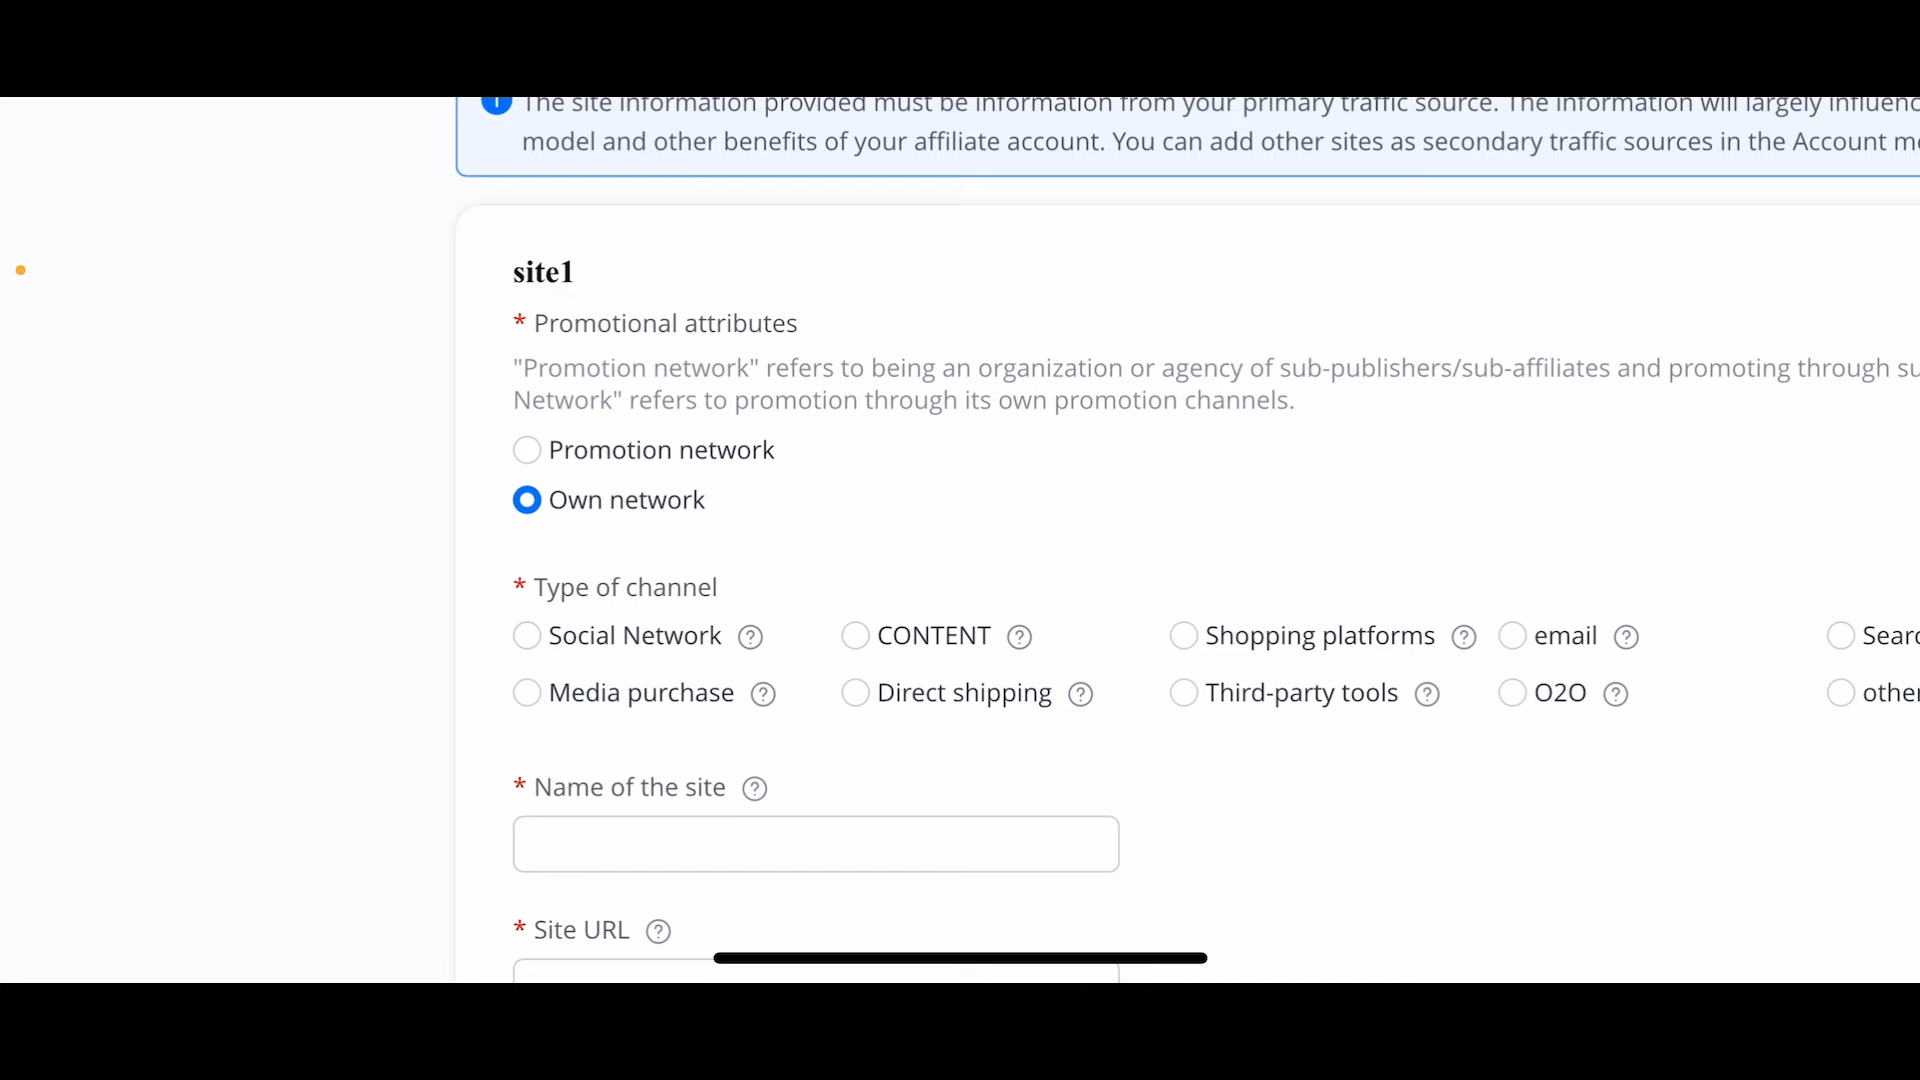 The site information provided must be information from your primary traffic source. The information will largely
model and other benefits of your affiliate account. You can add other sites as secondary traffic sources in the Account
site1
* Promotional attributes
"Promotion network" refers to being an organization or agency of sub-publishers/sub-affiliates and promoting through
Network" refers to promotion through its own promotion channels.
Promotion network
Own network
* Type of channel
Social Network ? CONTENT ? Shopping platforms ? email ?
Media purchase ? Direct shipping ? Third-party tools ? O2O ? other
* Name of the site ?
* Site URL ?